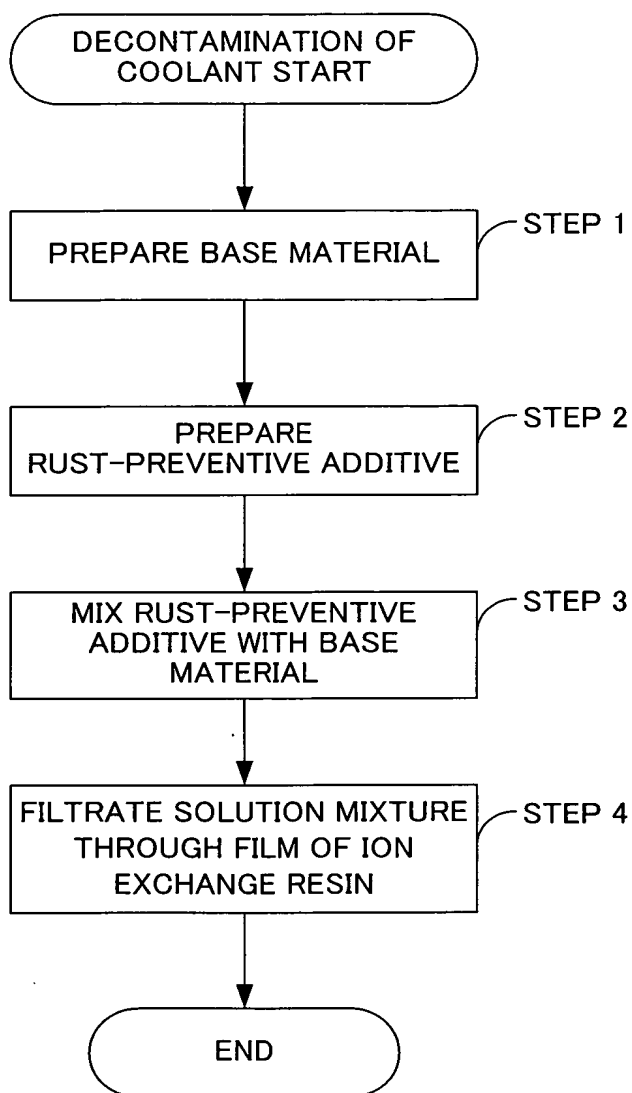 DECONTAMINATION OF
COOLANT START
PREPARE BASE MATERIAL
STEP 1
PREPARE
RUST-PREVENTIVE ADDITIVE
STEP 2
MIX RUST-PREVENTIVE
ADDITIVE WITH BASE
MATERIAL
STEP 3
FILTRATE SOLUTION MIXTURE
THROUGH FILM OF ION
EXCHANGE RESIN
STEP 4
END